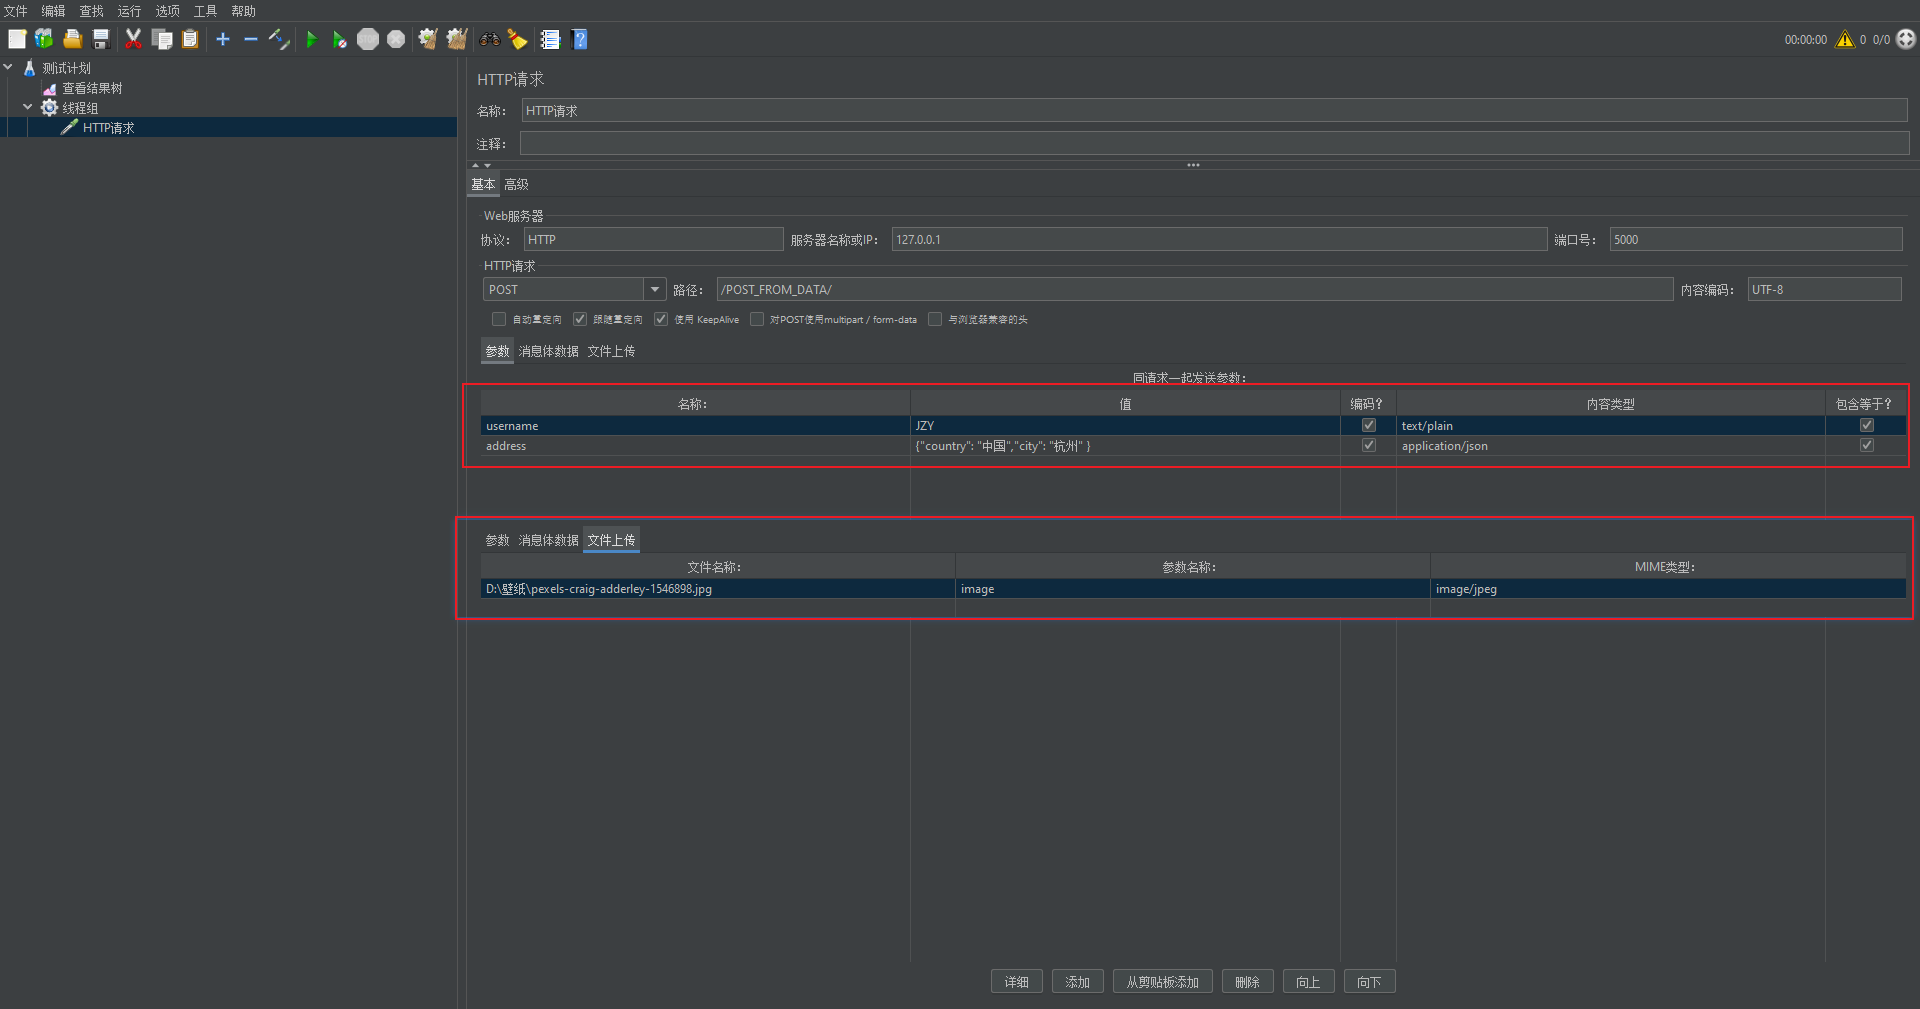 文件 编辑 查找 运行 选项 工具 帮助
00:00:00 0 0/0
测试计划
查看结果树
线程组
HTTP请求
HTTP请求
名称： HTTP请求
注释：
基本 高级
Web服务器
协议： HTTP 服务器名称或IP： 127.0.0.1 端口号： 5000
HTTP请求
POST 路径： /POST_FROM_DATA/ 内容编码： UTF-8
自动重定向 跟随重定向 使用 KeepAlive 对POST使用multipart / form-data 与浏览器兼容的头
参数 消息体数据 文件上传
同请求一起发送参数：
名称： 值 编码？ 内容类型 包含等于？
username JZY text/plain
address {"country": "中国","city": "杭州" } application/json
参数 消息体数据 文件上传
文件名称： 参数名称： MIME类型：
D:\壁纸\pexels-craig-adderley-1546898.jpg image image/jpeg
详细 添加 从剪贴板添加 删除 向上 向下